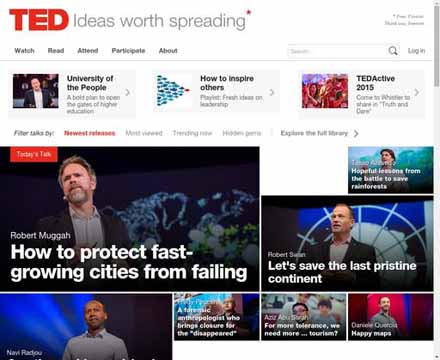 TED Ideas worth spreading*
* Free. Finally.
Thank you, Internet
Watch Read Attend Participate About
Search: Log in
University of
the People
A bold plan to open
the gates of higher
education
How to inspire
others
Playlist: Fresh ideas on
leadership
TEDActive
2015
Come to Whistler to
share in "Truth and
Dare"
Filter talks by: Newest releases Most viewed Trending now Hidden gems Explore the full library
Today's Talk
Robert Muggah
How to protect fast-
growing cities from failing
Hopeful lessons from
the battle to save
rainforests
Robert Swan
Let's save the last pristine
continent
Navi Radjou
A forensic
anthropologist who
brings closure for
the "disappeared"
Aziz Abu Sarah
For more tolerance, we
need more ... tourism?
Daniele Quercia
Happy maps